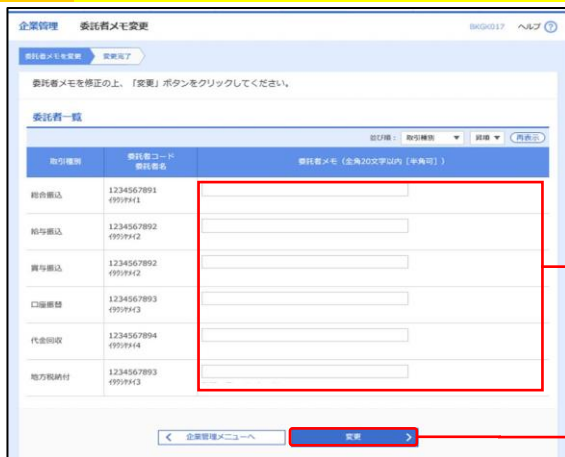 企業管理 委託者メモ変更 BKGK017 ヘルプ ?
委託者メモを変更 変更完了
委託者メモを修正の上、「変更」ボタンをクリックしてください。
委託者一覧
並び順： 取引種別 ▼ 昇順 ▼ 再表示
取引種別 委託者コード 委託者名 委託者メモ（全角20文字以内［半角可］）
総合振込 1234567891
ｲﾀｸｼﾔﾒｲ1
給与振込 1234567892
ｲﾀｸｼﾔﾒｲ2
賞与振込 1234567892
ｲﾀｸｼﾔﾒｲ2
口座振替 1234567893
ｲﾀｸｼﾔﾒｲ3
代金回収 1234567894
ｲﾀｸｼﾔﾒｲ4
地方税納付 1234567893
ｲﾀｸｼﾔﾒｲ3
企業管理メニューへ 変更